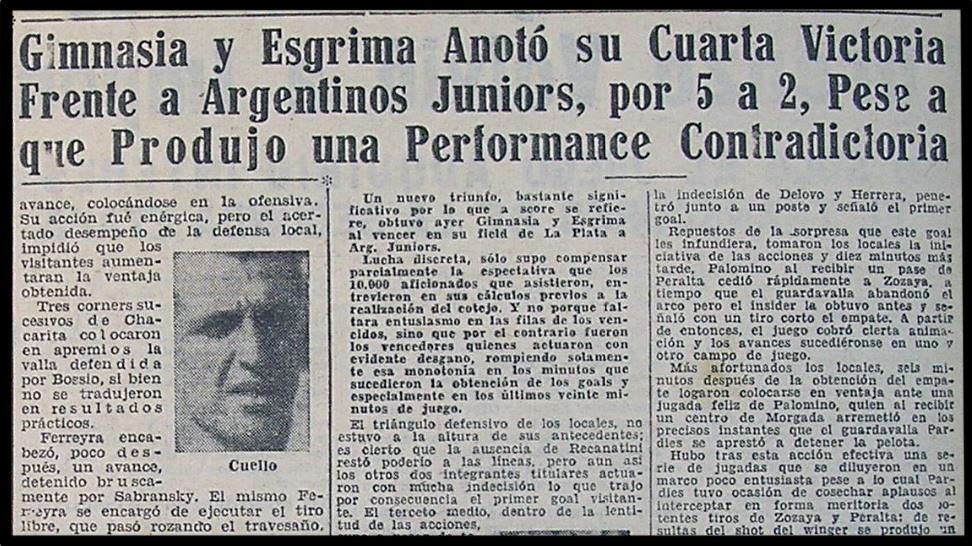 Gimnasia y Esgrima Anotó su Cuarta Victoria
Frente a Argentinos Juniors, por 5 a 2, Pese a
que Produjo una Performance Contradictoria
avance, colocándose en la ofensiva.
Su acción fué enérgica, pero el acer-
tado desempeño de la defensa local,
impidió que los
visitantes aumen-
taran la ventaja
obtenida.
Tres corners su-
cesivos de Cha-
carita colocaron
en apremios la
valla defendida
por Bossio, si bien
no se tradujeron
en resultados
prácticos.
Ferreyra enca-
bezó, poco des-
pués, un avance,
detenido brusca-
mente por Sabransky. El mismo Fe-
rreyra se encargó de ejecutar el tiro
libre, que pasó rozando el travesaño.
Cuello
Un nuevo triunfo, bastante signi-
ficativo por lo que a score se refie-
re, obtuvo ayer Gimnasia y Esgrima
al vencer en su field de La Plata a
Arg. Juniors.
Lucha discreta, sólo supo compensar
parcialmente la espectativa que los
10.000 aficionados que asistieron, en-
trevieron en sus cálculos previos a la
realización del cotejo. Y no porque fal-
tara entusiasmo en las filas de los ven-
cidos, sino que por el contrario fueron
los vencedores quienes actuaron con
evidente desgano, rompiendo solamen-
te esa monotonia en los minutos que
sucedieron la obtención de los goals y
especialmente en los últimos veinte mi-
nutos de juego.
El triángulo defensivo de los locales, no
estuvo a la altura de sus antecedentes;
es cierto que la ausencia de Recanatini
restó poderío a las líneas, pero aun así
los otros dos integrantes titulares actua-
ron con mucha indecisión lo que trajo
por consecuencia el primer goal visitan-
te. El terceto medio, dentro de la lenti-
tud de las acciones,
la indecisión de Delovo y Herrera, pene-
tró junto a un poste y señaló el primer
goal.
Repuestos de la sorpresa que este goal
les infundiera, tomaron los locales la ini-
ciativa de las acciones y diez minutos más
tarde, Palomino al recibir un pase de
Peralta cedió rápidamente a Zozaya, a
tiempo que el guardavalla abandonó el
arco pero el insider la obtuvo antes y se-
ñaló con un tiro corto el empate. A partir
de entonces, el juego cobró cierta anima-
ción y los avances sucediéronse en uno y
otro campo de juego.
Más afortunados los locales, seis mi-
nutos después de la obtención del empa-
te lograron colocarse en ventaja ante una
jugada feliz de Palomino, quien al recibir
un centro de Morgada arremetió en los
precisos instantes que el guardavalla Par-
dies se aprestó a detener la pelota.
Hubo tras esta acción efectiva una se-
rie de jugadas que se diluyeron en un
marco poco entusiasta pese a lo cual Par-
dies tuvo ocasión de cosechar aplausos al
interceptar en forma meritoria dos po-
tentes tiros de Zozaya y Peralta; de re-
sultas del shot del winger se produjo un